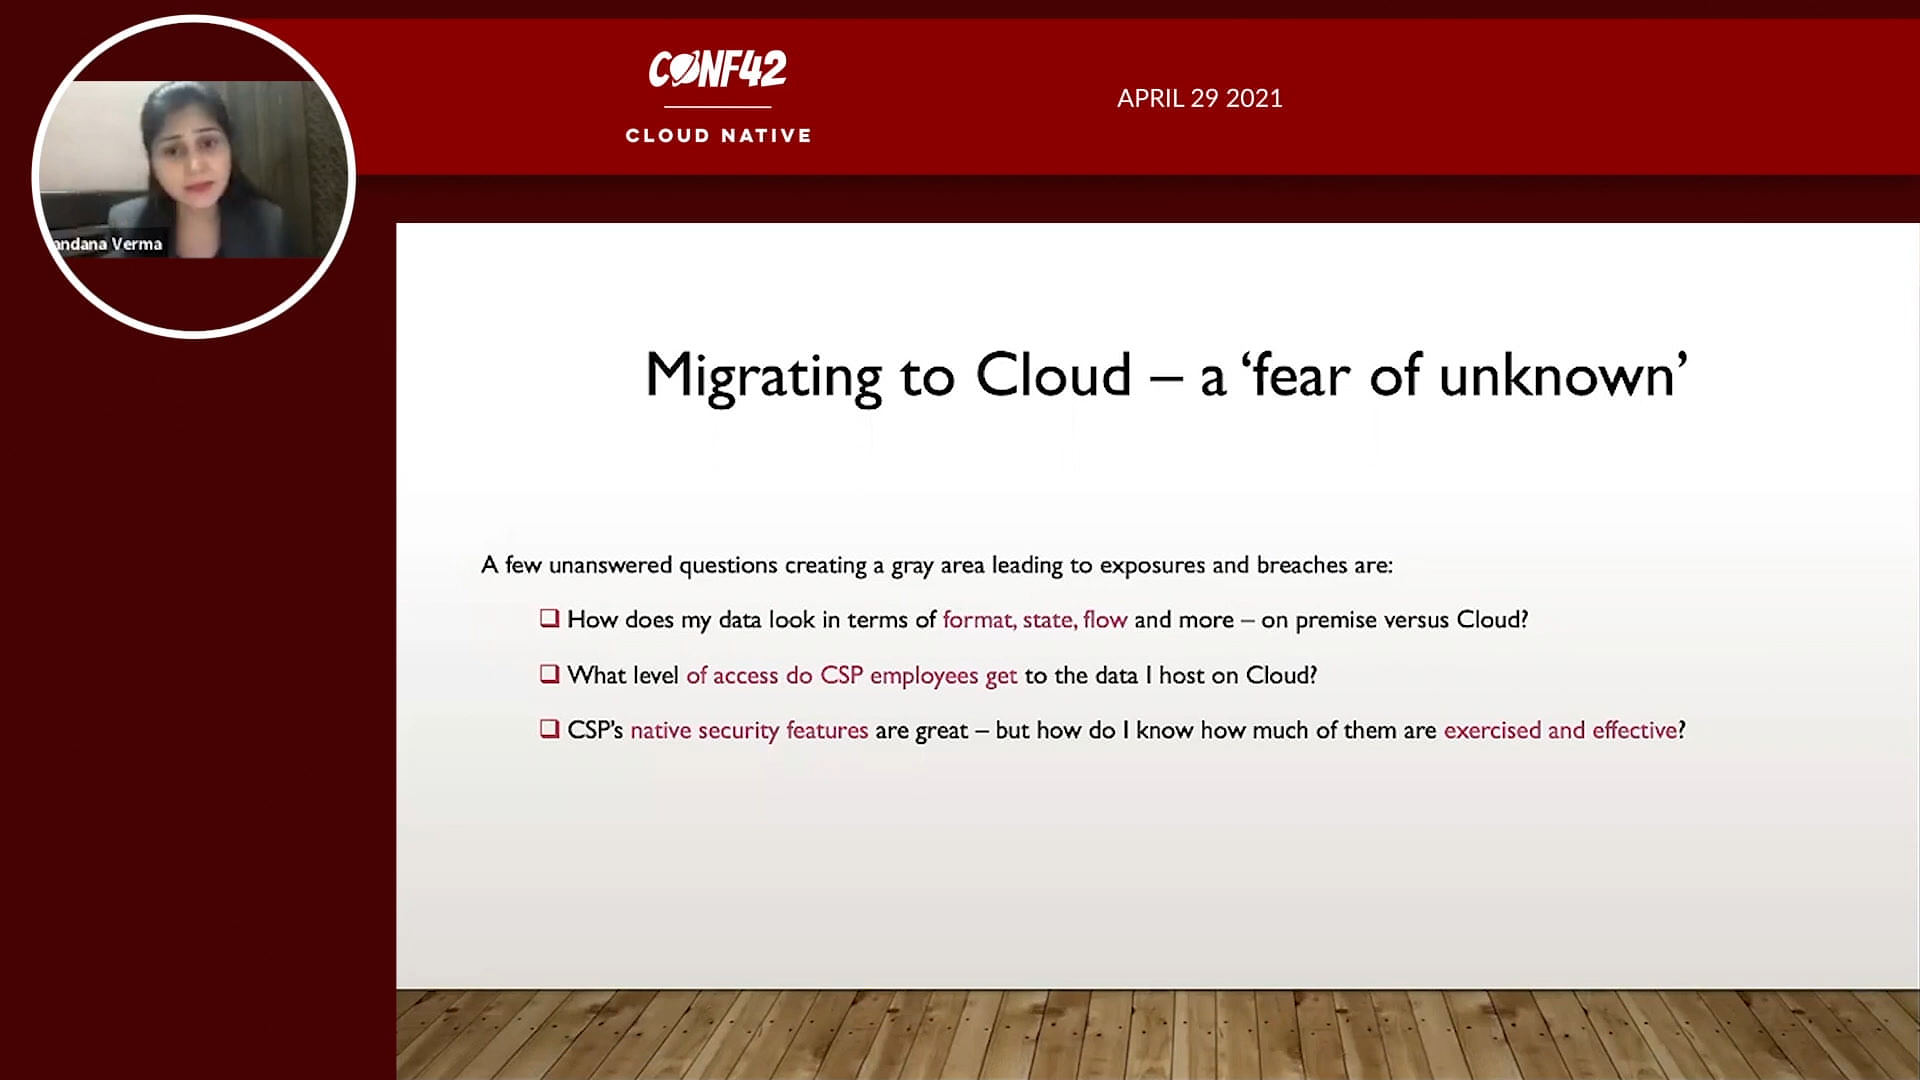 CONF42
CLOUD NATIVE
APRIL 29 2021
andana Verma
Migrating to Cloud – a ‘fear of unknown’
A few unanswered questions creating a gray area leading to exposures and breaches are:
❑ How does my data look in terms of format, state, flow and more – on premise versus Cloud?
❑ What level of access do CSP employees get to the data I host on Cloud?
❑ CSP’s native security features are great – but how do I know how much of them are exercised and effective?